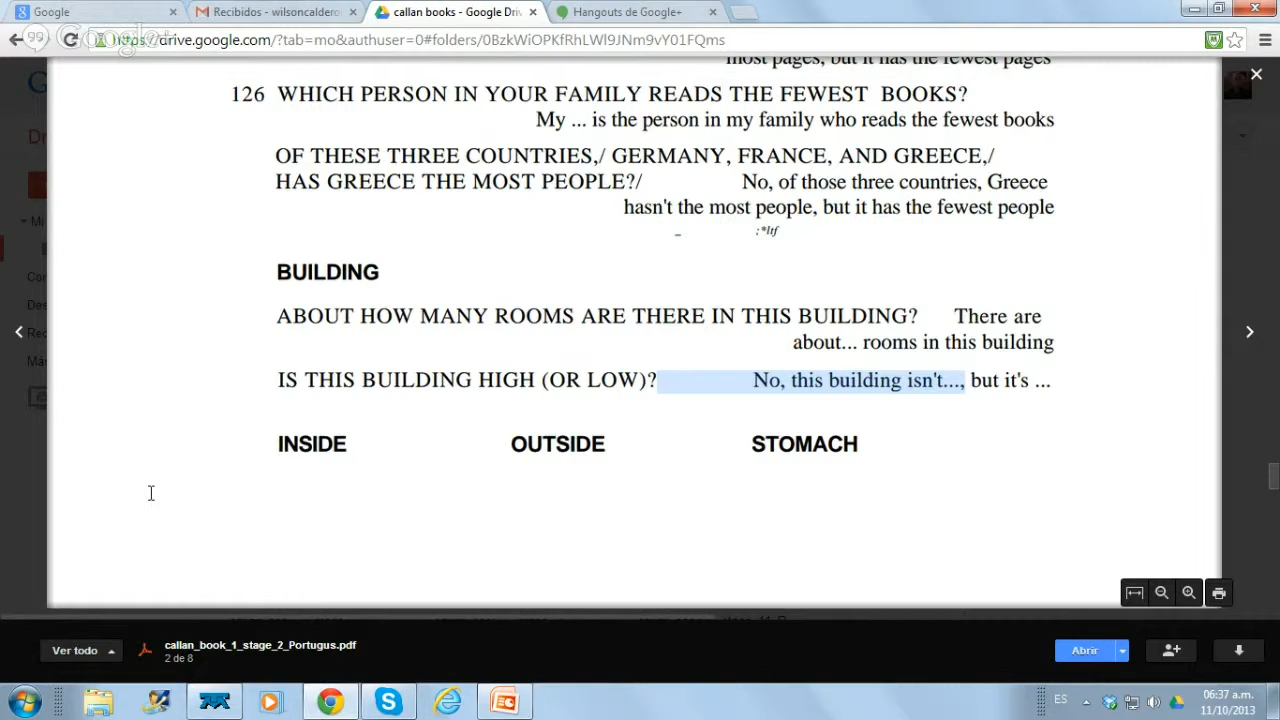 Google
Recibidos - wilsoncaldero
callan books - Google Driv
Hangouts de Google+
https://drive.google.com/?tab=mo&authuser=0#folders/0BzkWiOPKfRhLWl9JNm9vY01FQms
most pages, but it has the fewest pages
126 WHICH PERSON IN YOUR FAMILY READS THE FEWEST BOOKS?
My ... is the person in my family who reads the fewest books
OF THESE THREE COUNTRIES,/ GERMANY, FRANCE, AND GREECE,/
HAS GREECE THE MOST PEOPLE?/ No, of those three countries, Greece
hasn't the most people, but it has the fewest people
_ ;*ltf
BUILDING
ABOUT HOW MANY ROOMS ARE THERE IN THIS BUILDING? There are
about... rooms in this building
IS THIS BUILDING HIGH (OR LOW)? No, this building isn't..., but it's ...
INSIDE OUTSIDE STOMACH
Ver todo
callan_book_1_stage_2_Portugus.pdf
2 de 8
Abrir
ES
06:37 a.m.
11/10/2013